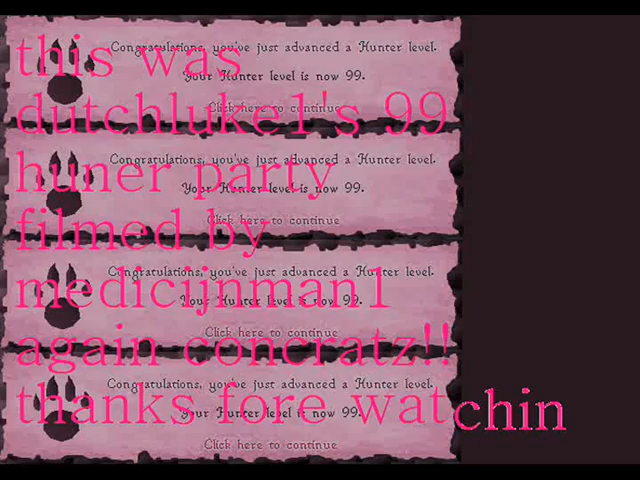 Congratulations, you've just advanced a Hunter level.
this was
Your Hunter level is now 99.
Click here to continue
dutchluke1's 99
Congratulations, you've just advanced a Hunter level.
huner party
Your Hunter level is now 99.
Click here to continue
filmed by
Congratulations, you've just advanced a Hunter level.
medicijnman1
Your Hunter level is now 99.
Click here to continue
again concratz!!
Congratulations, you've just advanced a Hunter level.
thanks fore watchin
Your Hunter level is now 99.
Click here to continue